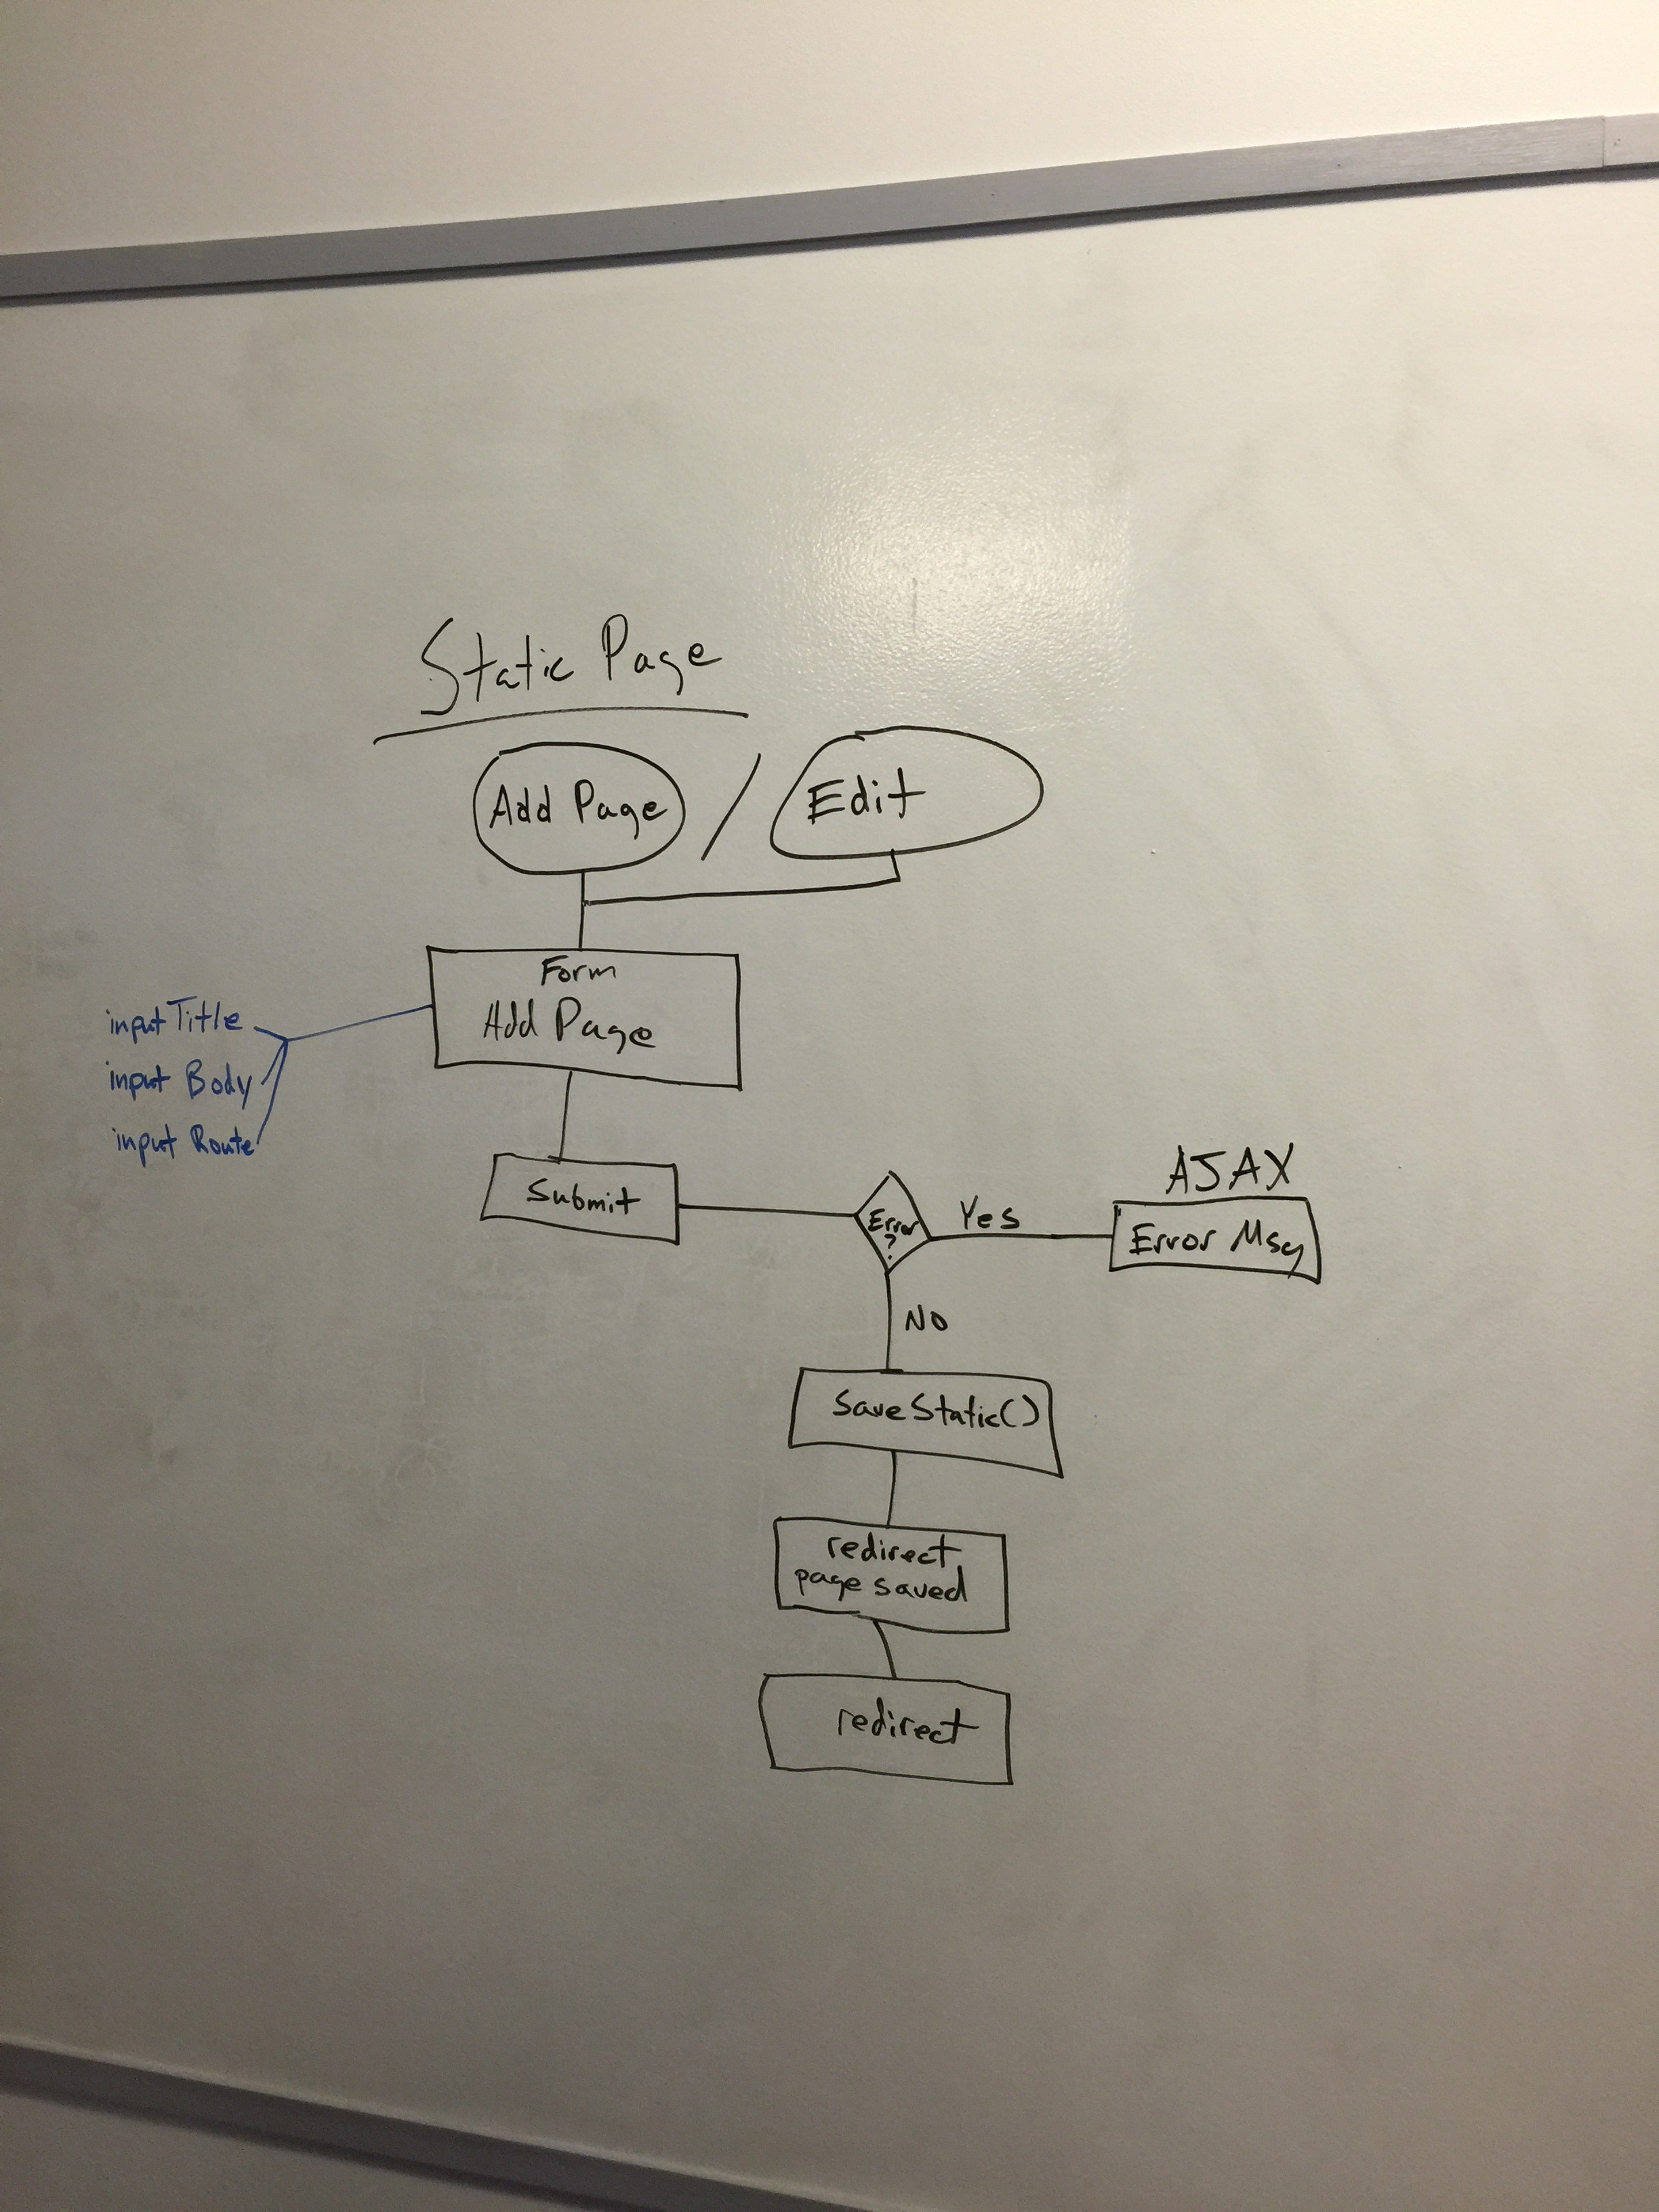 Static Page
Add Page / Edit
Form
Add Page
input Title
input Body
input Route
Submit
Error
?
Yes
AJAX
Error Msg
No
SaveStatic()
redirect
page saved
redirect